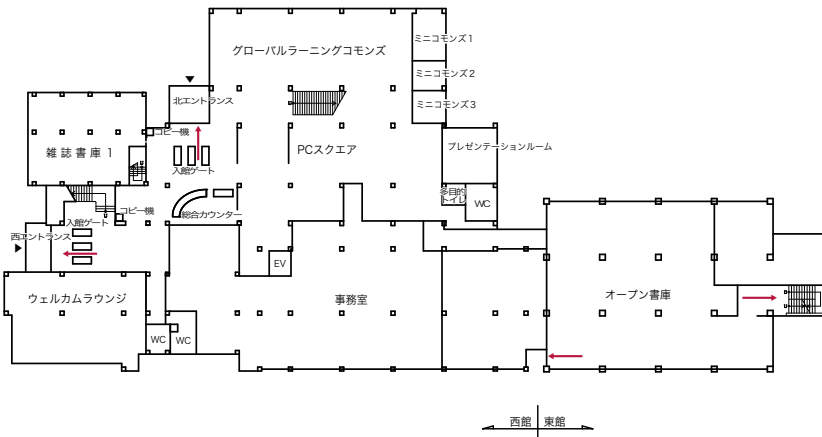 ミニコモンズ1
グローバルラーニングコモンズ
ミニコモンズ2
北エントランス
ミニコモンズ3
コピー機
雑誌書庫 1
PCスクエア
プレゼンテーションルーム
入館ゲート
多目的
トイレ
WC
コピー機
総合カウンター
入館ゲート
西エントランス
EV
ウェルカムラウンジ
事務室
オープン書庫
WC
WC
西館
東館